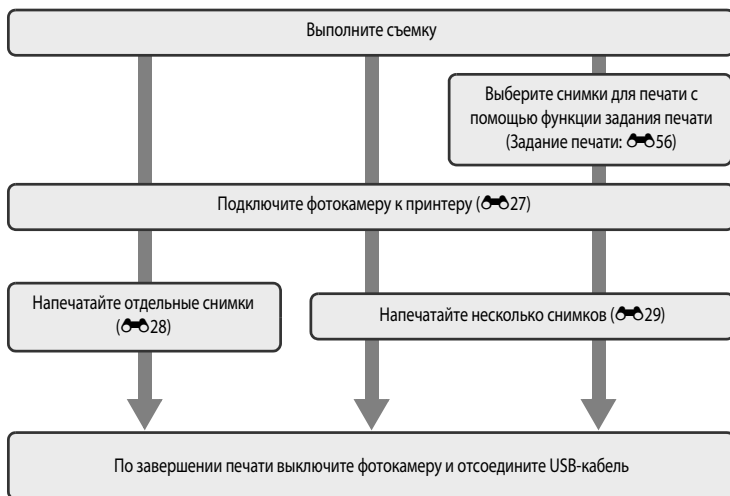 Выполните съемку
Выберите снимки для печати с
помощью функции задания печати
(Задание печати: 56)
Подключите фотокамеру к принтеру (27)
Напечатайте отдельные снимки
(28)
Напечатайте несколько снимков (29)
По завершении печати выключите фотокамеру и отсоедините USB-кабель